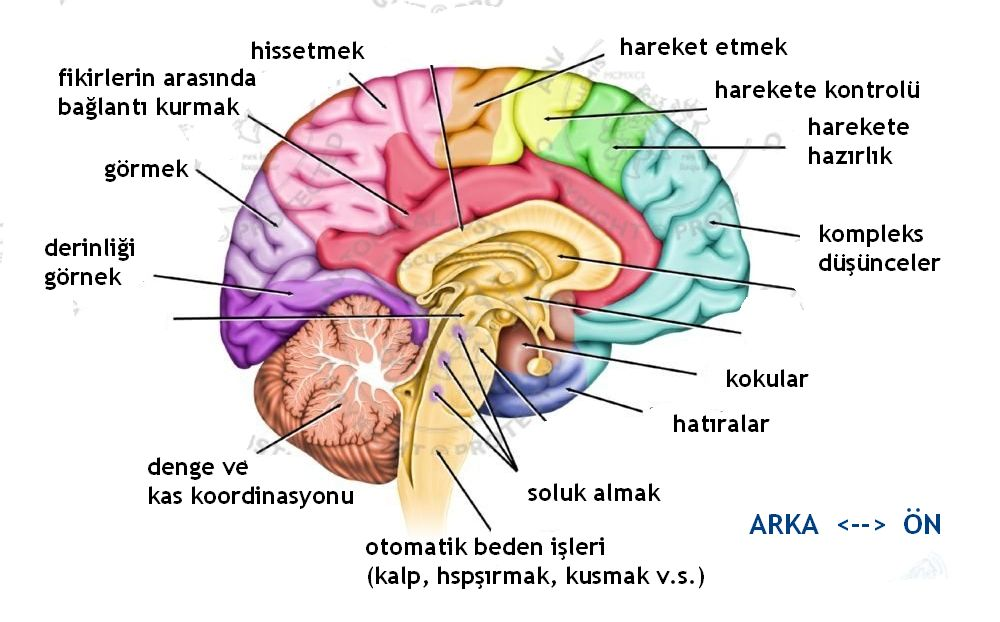 hissetmek
hareket etmek
fikirlerin arasında
bağlantı kurmak
harekete kontrolü
harekete
hazırlık
görmek
kompleks
düşünceler
derinliği
görnek
kokular
hatıralar
denge ve
kas koordinasyonu
soluk almak
ARKA <--> ÖN
otomatik beden işleri
(kalp, hspşırmak, kusmak v.s.)